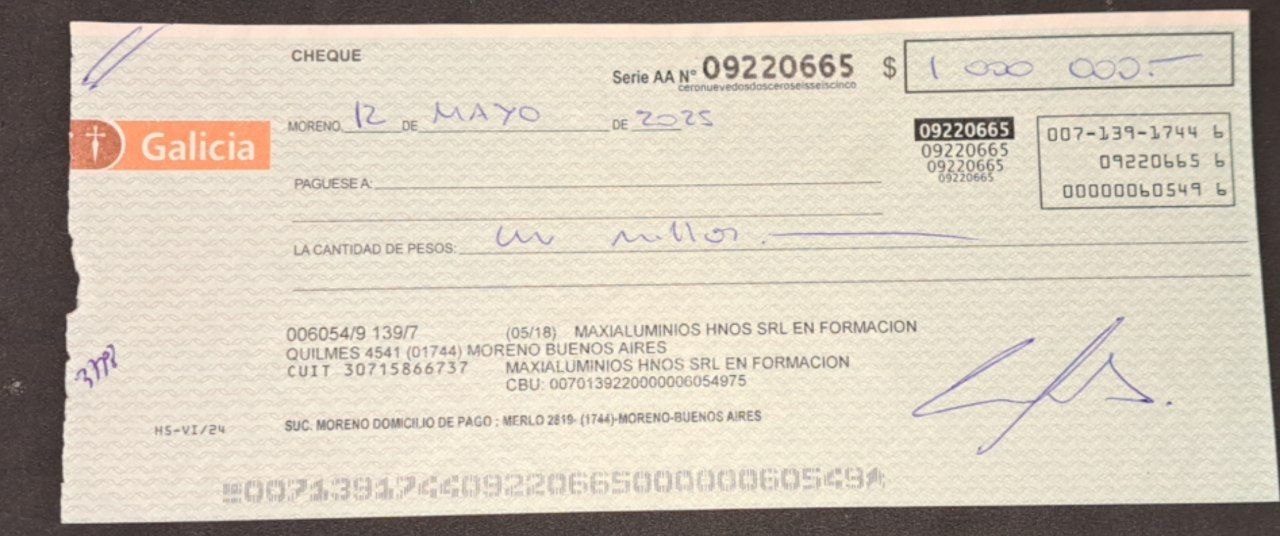 CHEQUE
Serie AA N° 09220665 $ 1 000 000.-
ceronuevedosdosceroseisseiscinco
MORENO, 12 DE MAYO DE 2025
Galicia
09220665
09220665
09220665
09220665
007-139-1744 6
09220665 6
00000060549 6
PAGUESE A:
LA CANTIDAD DE PESOS: un millon.
006054/9 139/7 (05/18) MAXIALUMINIOS HNOS SRL EN FORMACION
QUILMES 4541 (01744) MORENO BUENOS AIRES
CUIT 30715866737 MAXIALUMINIOS HNOS SRL EN FORMACION
CBU: 0070139220000006054975
HS-VI/24
SUC. MORENO DOMICILIO DE PAGO : MERLO 2819- (1744)-MORENO-BUENOS AIRES
00713917440922066500000060549